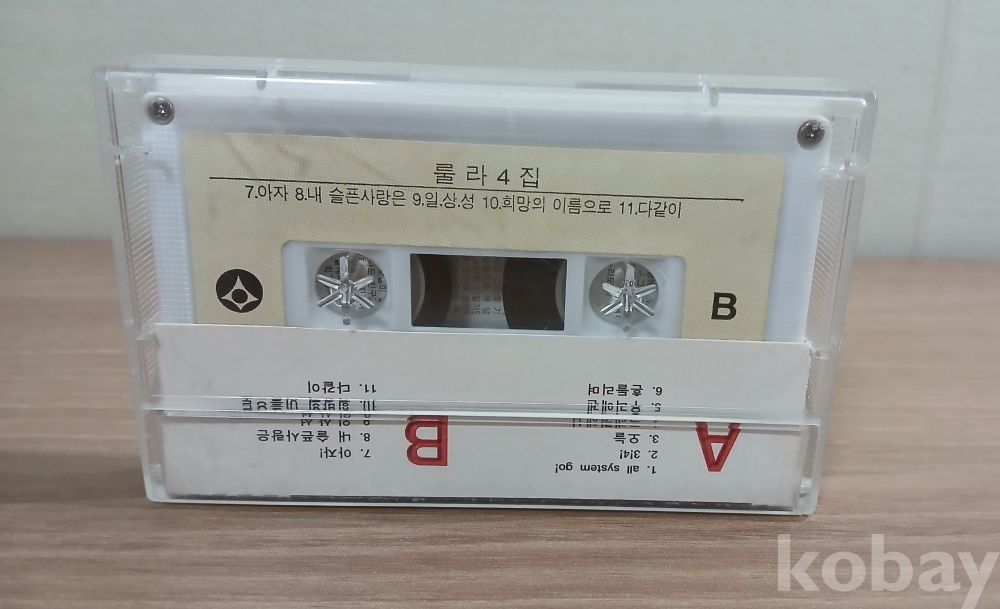 룰라 4집
7.아자 8.내 슬픈사랑은 9.일.상.성 10.희망의 이름으로 11.다같이
B
A
1. all system go!
2. 3!4!
3. 오늘
6. 흔들리며
B
7. 아자!
8. 내 슬픈사랑은
11. 다같이
kobay